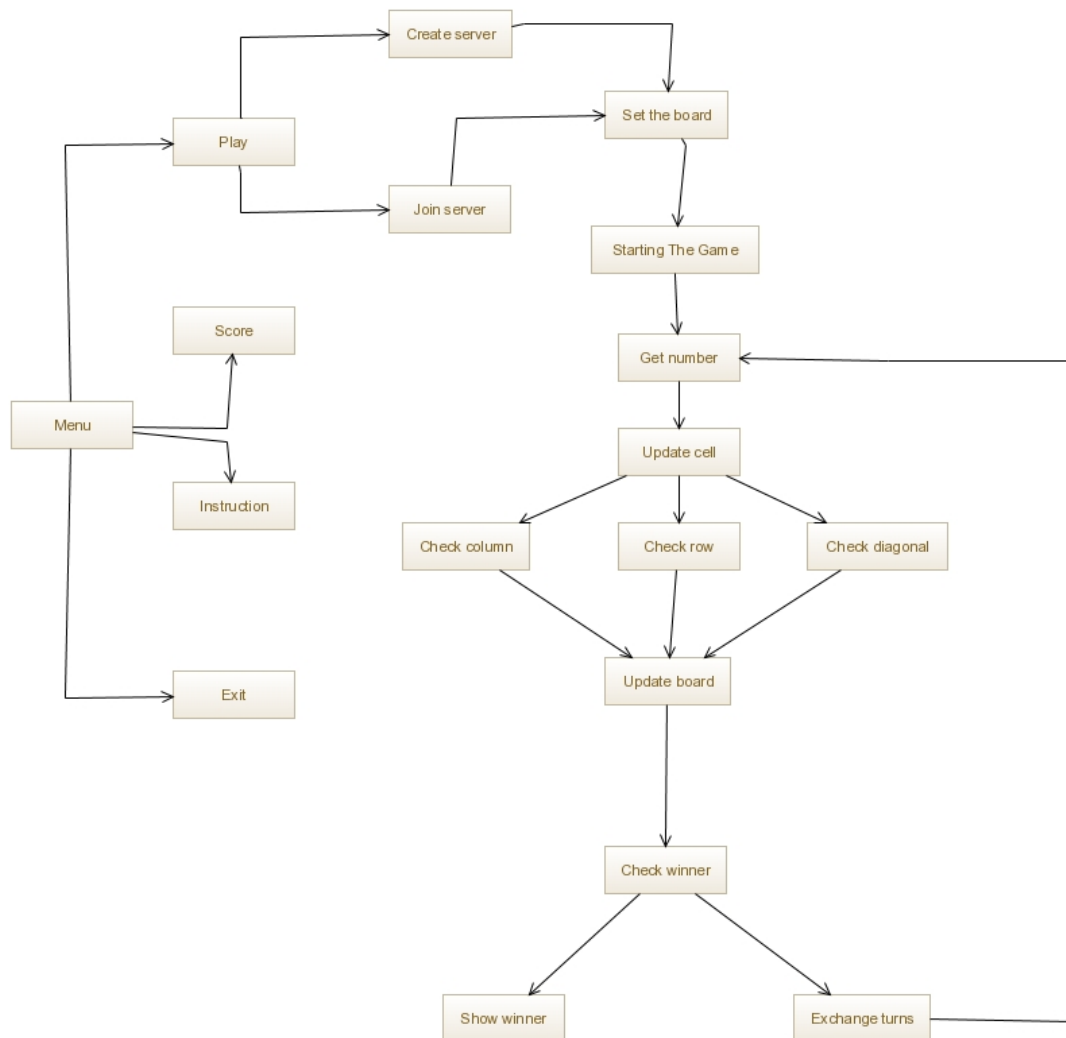 Create server
Set the board
Play
Join server
Starting The Game
Score
Get number
Menu
Update cell
Instruction
Check column
Check row
Check diagonal
Exit
Update board
Check winner
Show winner
Exchange turns